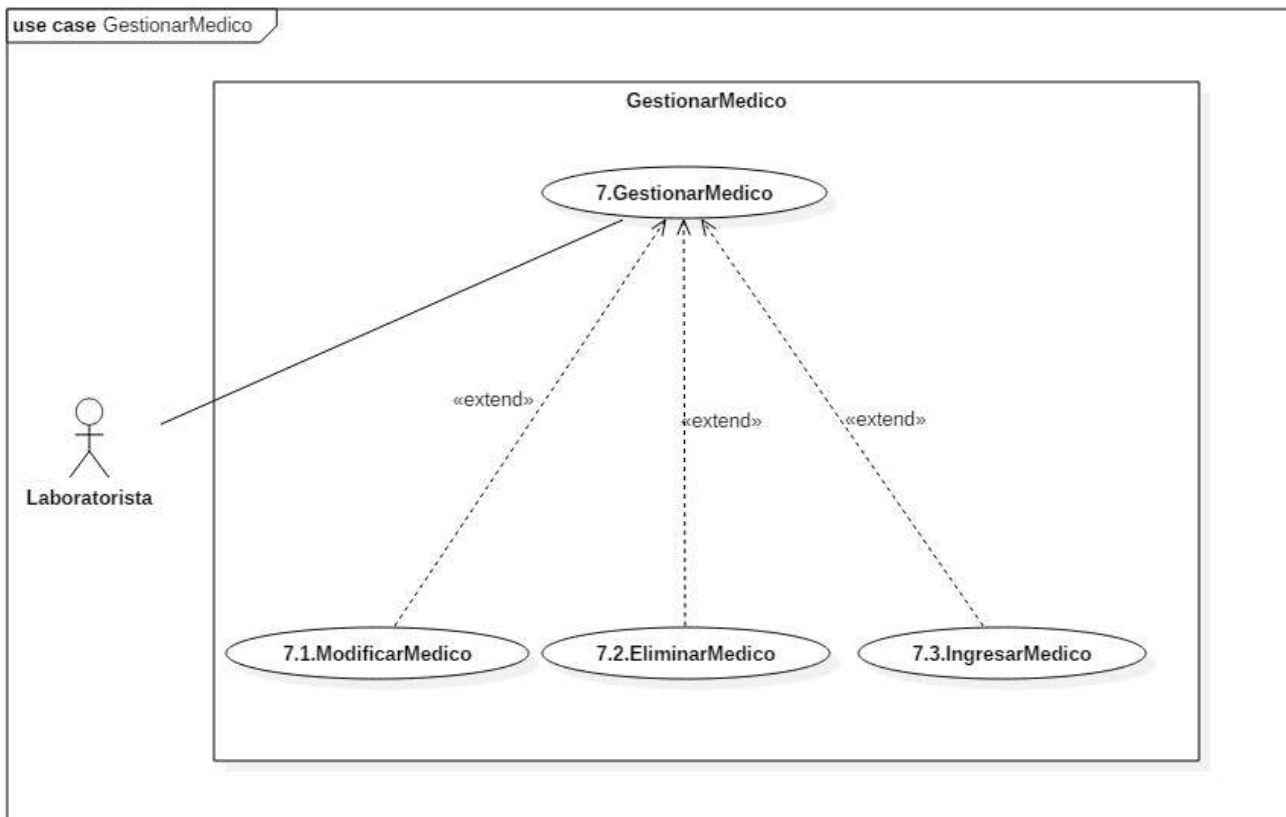 use case GestionarMedico
GestionarMedico
7.GestionarMedico
«extend»
«extend»
«extend»
Laboratorista
7.1.ModificarMedico
7.2.EliminarMedico
7.3.IngresarMedico